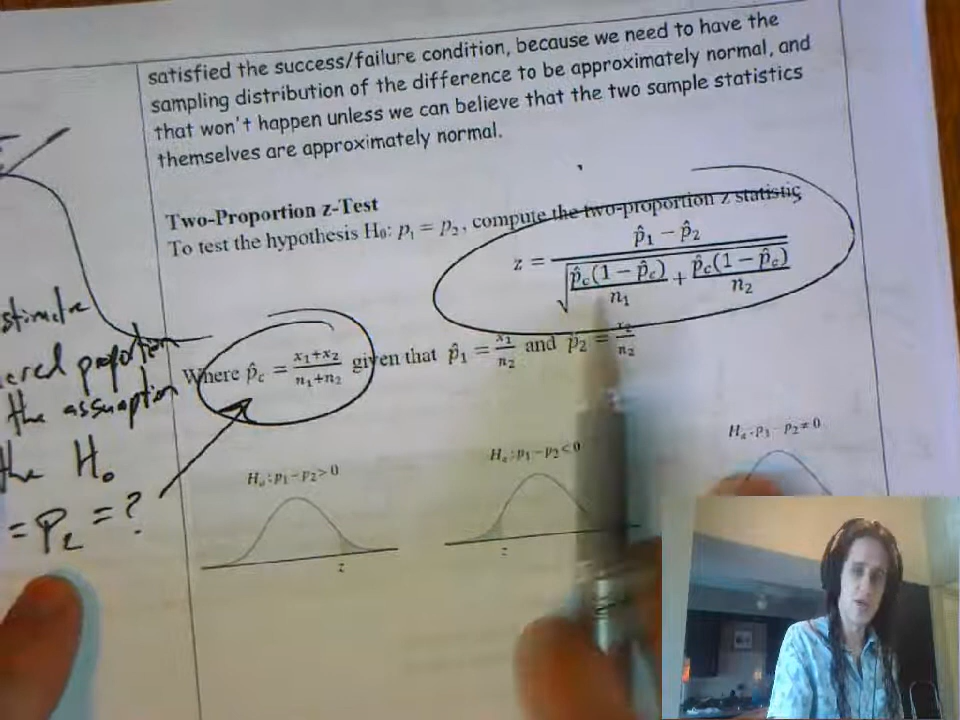 satisfied the success/failure condition, because we need to have the
sampling distribution of the difference to be approximately normal, and
that won't happen unless we can believe that the two sample statistics
themselves are approximately normal.
Two-Proportion z-Test
To test the hypothesis H₀: p₁ = p₂, compute the two-proportion z statistic
z = (p̂₁ − p̂₂) / √(p̂c(1 − p̂c)/n₁ + p̂c(1 − p̂c)/n₂)
Where p̂c = (x₁+x₂)/(n₁+n₂) given that p̂₁ = x₁/n₁ and p̂₂ = x₂/n₂
the assumption
the H₀
= P₂ = ?
Hₐ: p₁ − p₂ > 0
z
Hₐ: p₁ − p₂ < 0
z
Hₐ: p₁ − p₂ ≠ 0